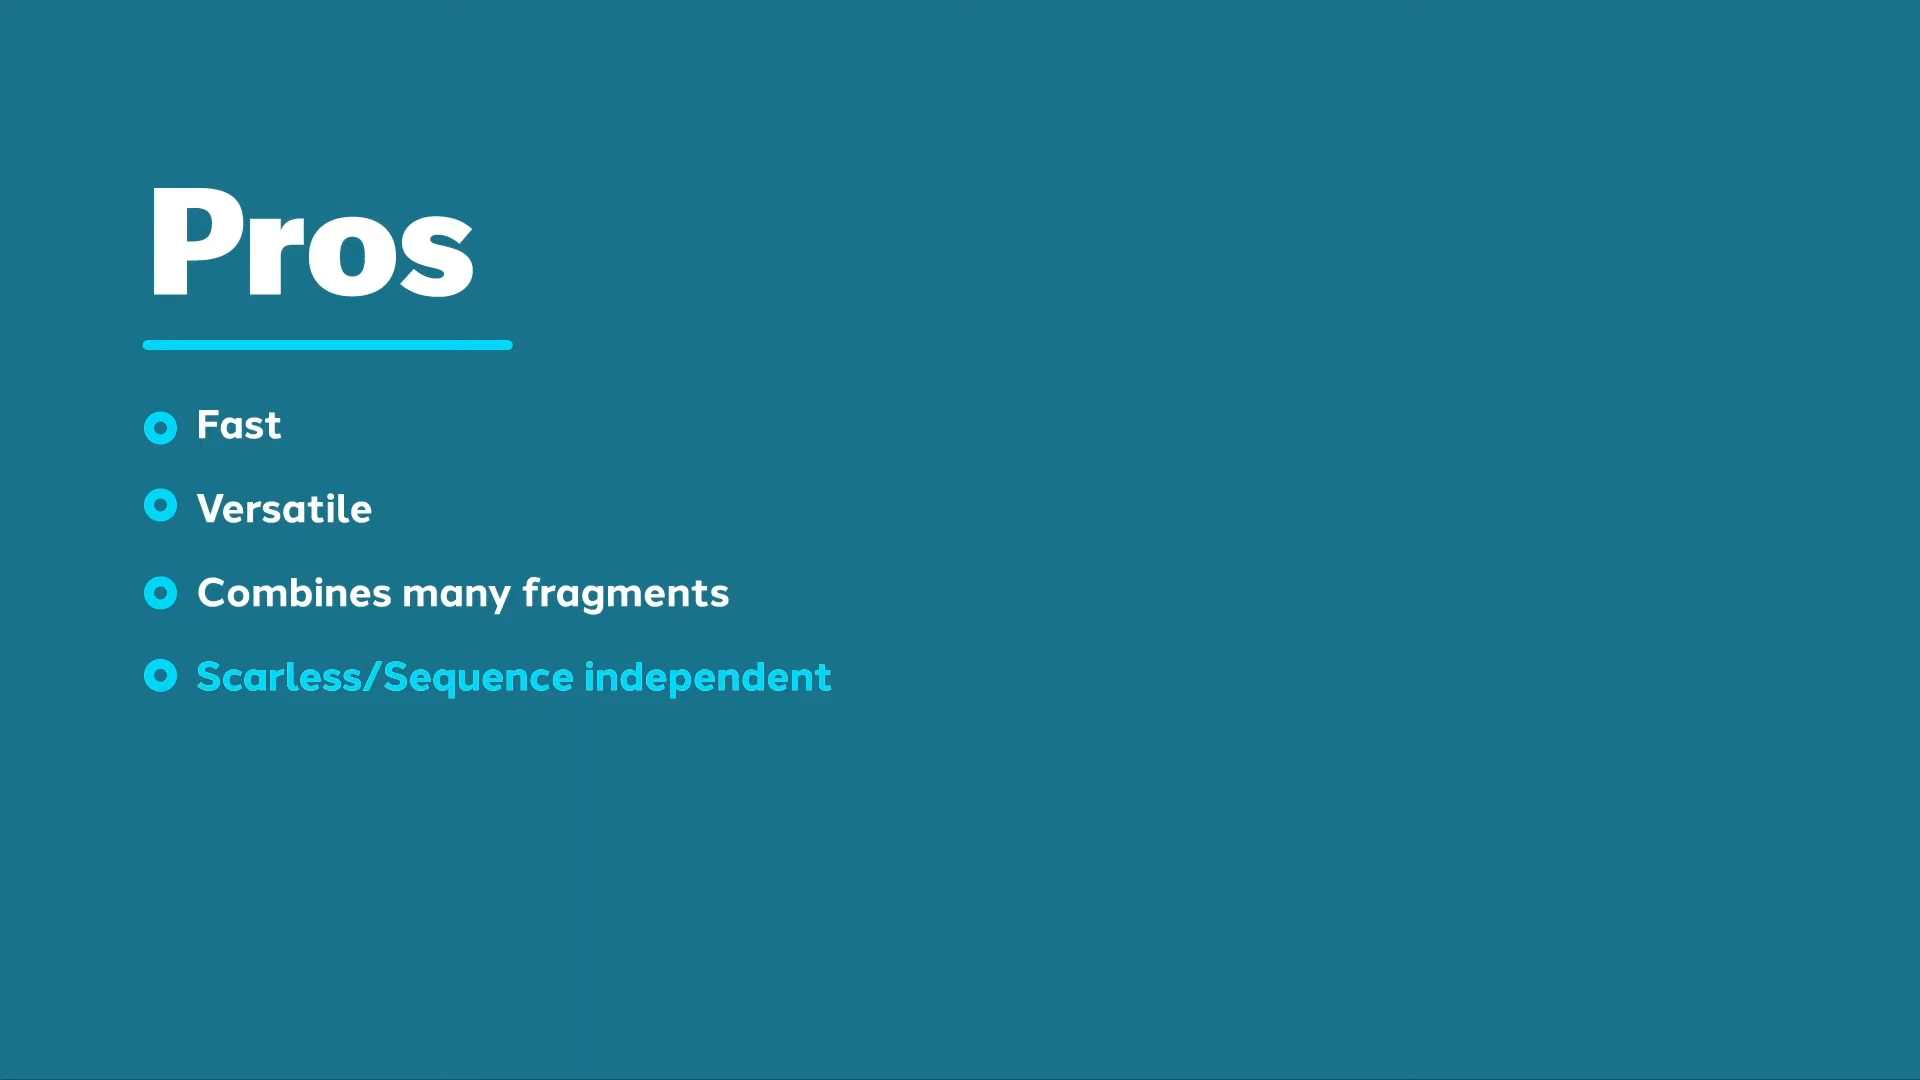 Pros
Fast
Versatile
Combines many fragments
Scarless/Sequence independent